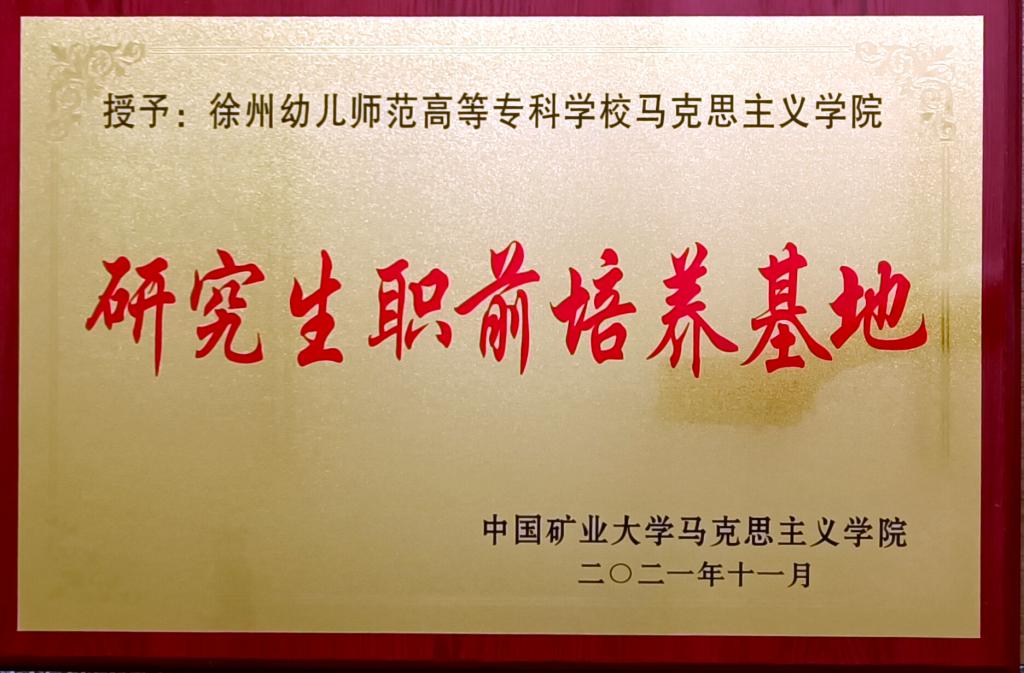 授予：徐州幼儿师范高等专科学校马克思主义学院
研究生职前培养基地
中国矿业大学马克思主义学院
二〇二一年十一月